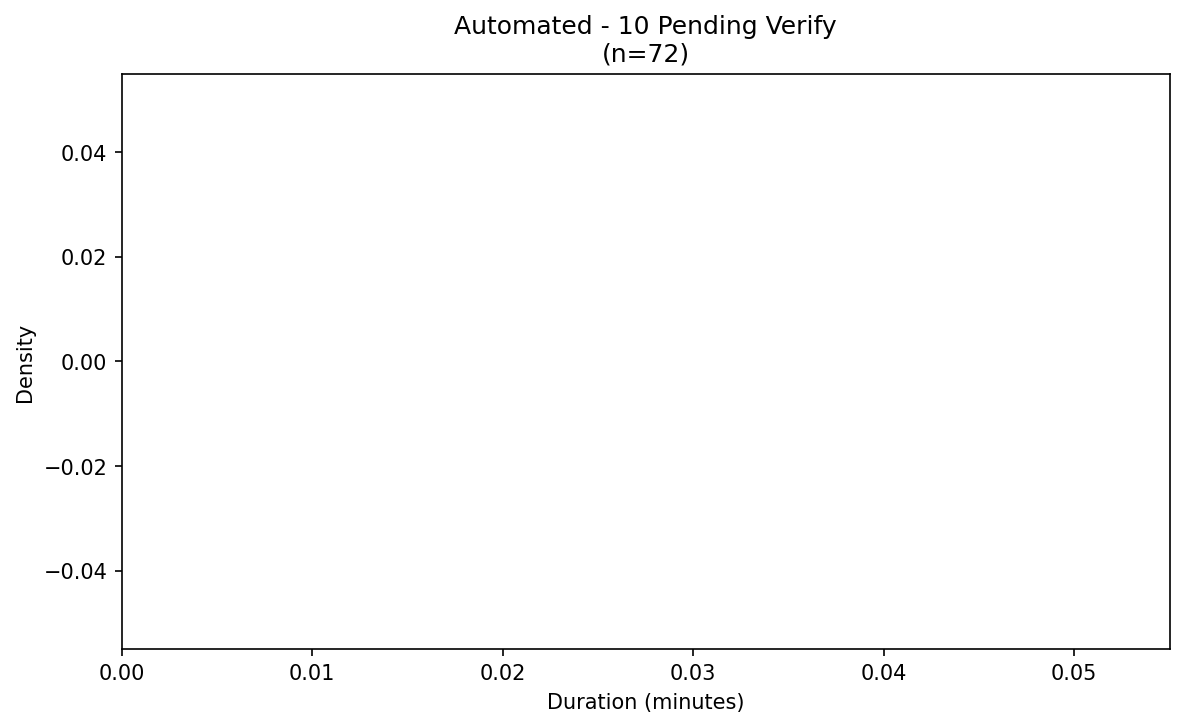 Automated - 10 Pending Verify
(n=72)
0.04
0.02
0.00
−0.02
−0.04
Density
0.00 0.01 0.02 0.03 0.04 0.05
Duration (minutes)